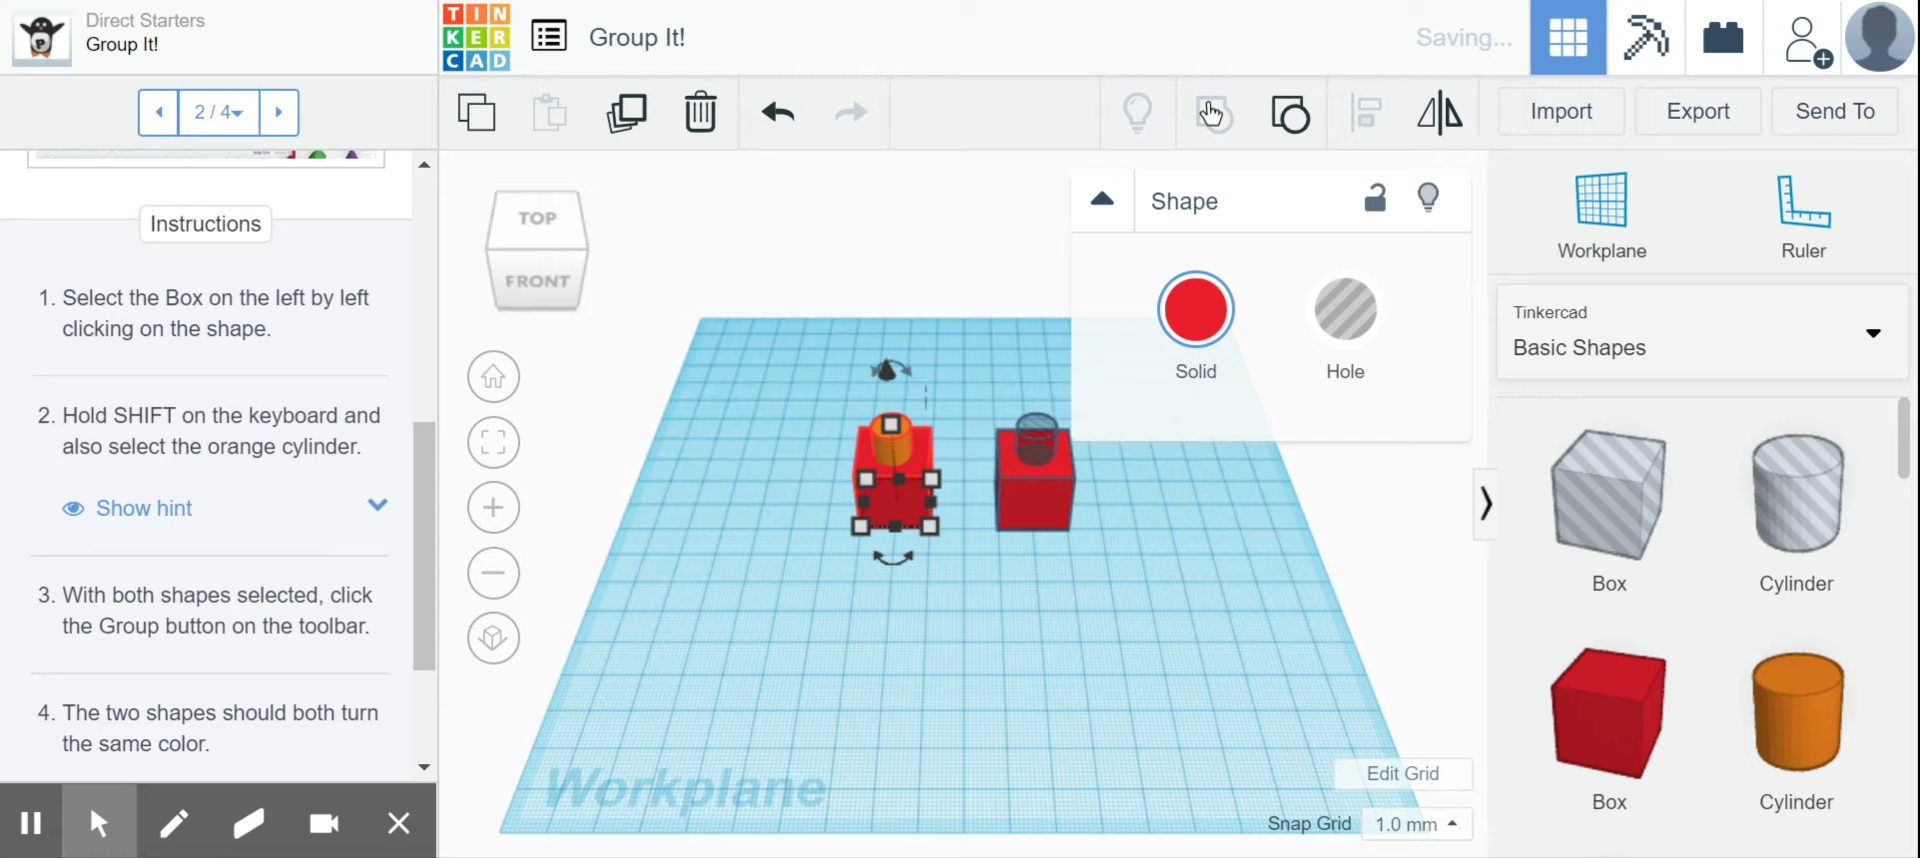 Direct Starters
Group It!
2 / 4
Instructions
1. Select the Box on the left by left
clicking on the shape.
2. Hold SHIFT on the keyboard and
also select the orange cylinder.
Show hint
3. With both shapes selected, click
the Group button on the toolbar.
4. The two shapes should both turn
the same color.
TIN
KER
CAD
Group It!
Saving...
Import
Export
Send To
TOP
FRONT
Shape
Solid
Hole
Workplane
Edit Grid
Snap Grid
1.0 mm
Workplane
Ruler
Tinkercad
Basic Shapes
Box
Cylinder
Box
Cylinder
P